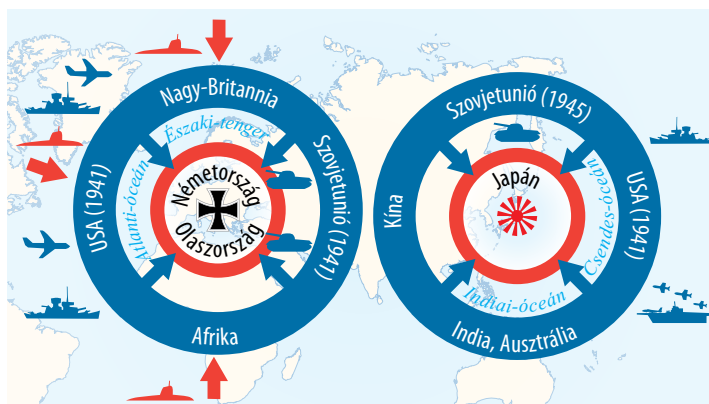 Nagy-Britannia
Északi-tenger
USA (1941)
Atlanti-óceán
Németország
Olaszország
Szovjetunió (1941)
Afrika
Szovjetunió (1945)
Kína
Japán
USA (1941)
Csendes-óceán
Indiai-óceán
India, Ausztrália